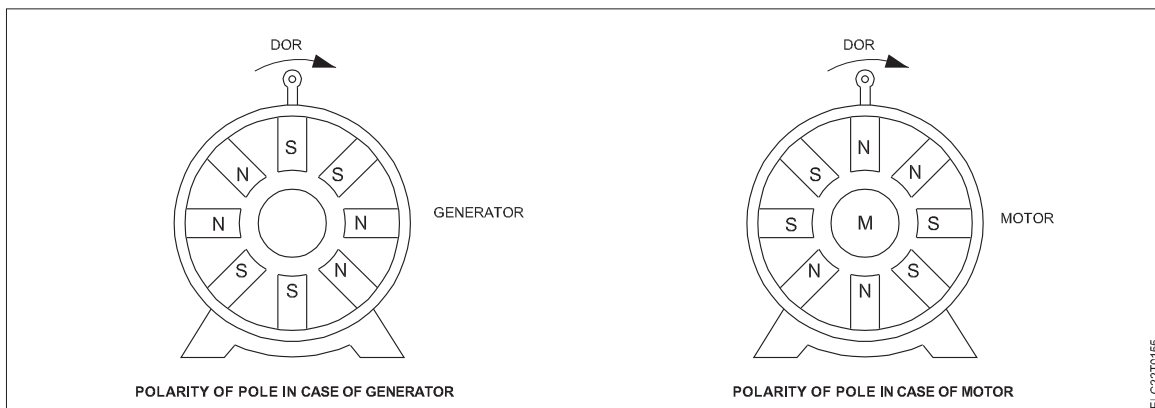 DOR
S
N
S
N
N
S
N
S
GENERATOR
POLARITY OF POLE IN CASE OF GENERATOR
DOR
N
S
N
S
M
S
N
S
N
MOTOR
POLARITY OF POLE IN CASE OF MOTOR